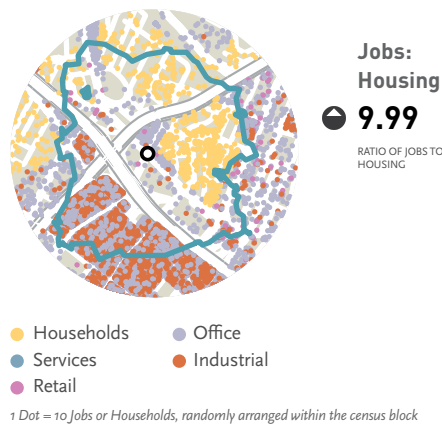 Jobs:
Housing
9.99
RATIO OF JOBS TO
HOUSING
Households
Office
Services
Industrial
Retail
1 Dot = 10 Jobs or Households, randomly arranged within the census block